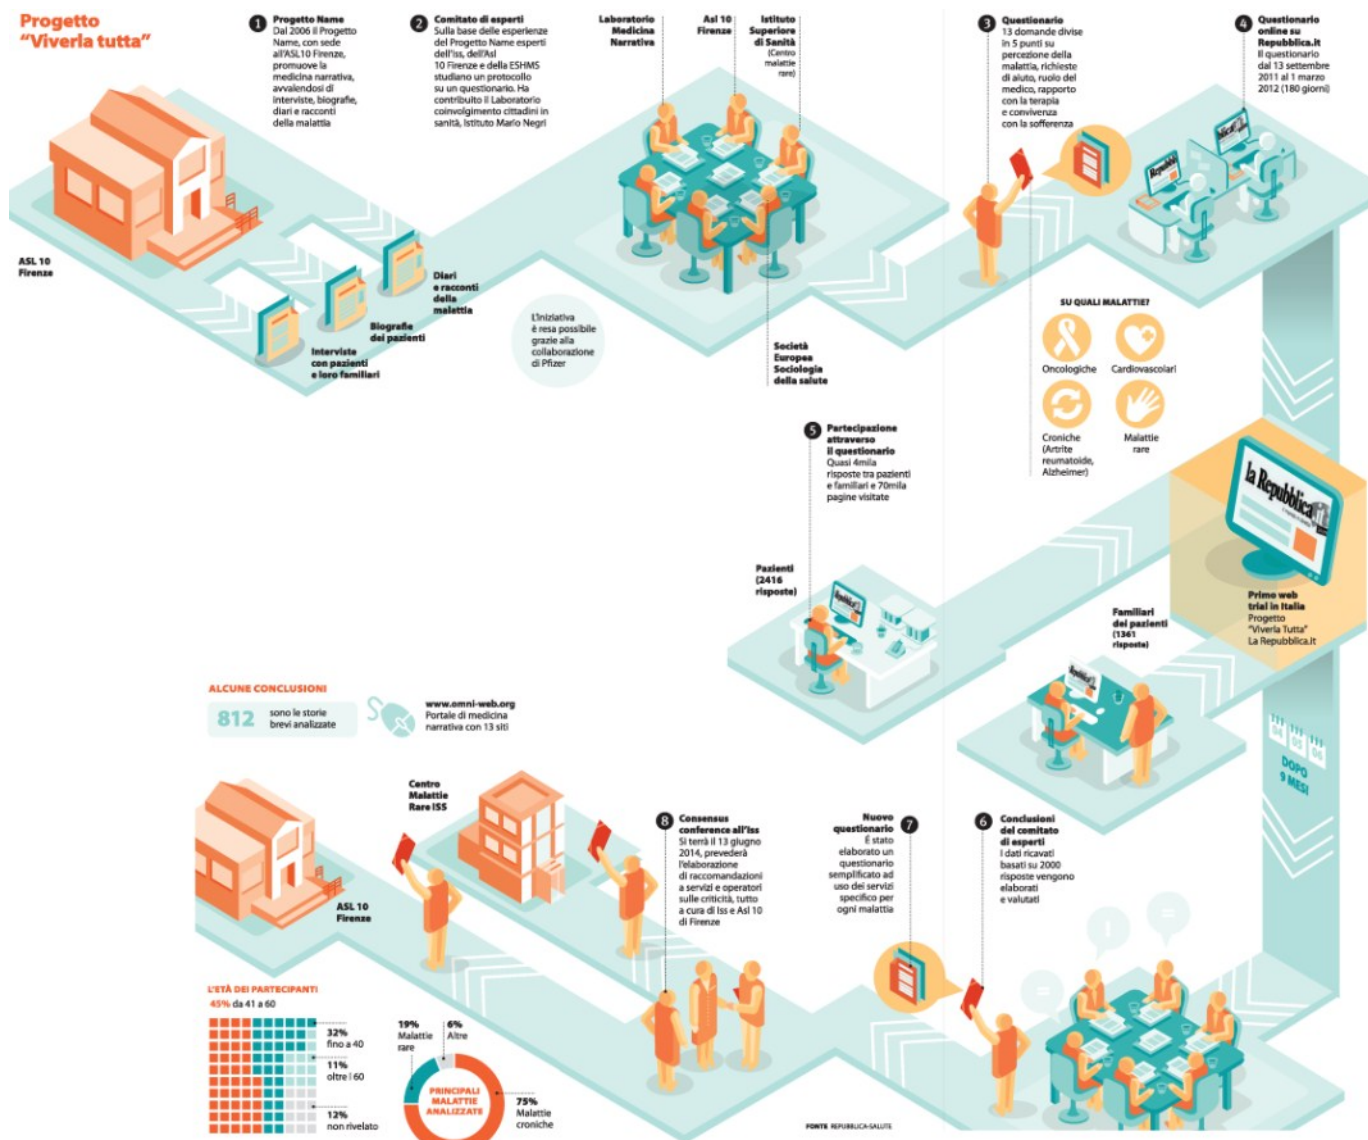 Progetto
“Viverla tutta”
1
Progetto Name
Dal 2006 il Progetto
Name, con sede
all’ASL10 Firenze,
promuove la
medicina narrativa,
avvalendosi di
interviste, biografie,
diari e racconti
della malattia
2
Comitato di esperti
Sulla base delle esperienze
del Progetto Name esperti
dell’Iss, dell’Asl
10 Firenze e della ESHMS
studiano un protocollo
su un questionario. Ha
contribuito il Laboratorio
coinvolgimento cittadini in
sanità, Istituto Mario Negri
Laboratorio
Medicina
Narrativa
Asl 10
Firenze
Istituto
Superiore
di Sanità
(Centro
malattie
rare)
3
Questionario
13 domande divise
in 5 punti su
percezione della
malattia, richieste
di aiuto, ruolo del
medico, rapporto
con la terapia
e convivenza
con la sofferenza
4
Questionario
online su
Repubblica.it
Il questionario
dal 13 settembre
2011 al 1 marzo
2012 (180 giorni)
ASL 10
Firenze
Diari
e racconti
della
malattia
Biografie
dei pazienti
Interviste
con pazienti
e loro familiari
L’iniziativa
è resa possibile
grazie alla
collaborazione
di Pfizer
Società
Europea
Sociologia
della salute
SU QUALI MALATTIE?
Oncologiche
Cardiovascolari
Croniche
(Artrite
reumatoide,
Alzheimer)
Malattie
rare
5
Partecipazione
attraverso
il questionario
Quasi 4mila
risposte tra pazienti
e familiari e 70mila
pagine visitate
la Repubblica.it
Pazienti
(2416
risposte)
Familiari
dei pazienti
(1361
risposte)
Primo web
trial in Italia
Progetto
“Viverla Tutta”
La Repubblica.it
04 05 06
DOPO
9 MESI
ALCUNE CONCLUSIONI
812
sono le storie
brevi analizzate
www.omni-web.org
Portale di medicina
narrativa con 13 siti
Centro
Malattie
Rare ISS
ASL 10
Firenze
8
Consensus
conference all’Iss
Si terrà il 13 giugno
2014, prevederà
l’elaborazione
di raccomandazioni
a servizi e operatori
sulle criticità, tutto
a cura di Iss e Asl 10
di Firenze
7
Nuovo
questionario
É stato
elaborato un
questionario
semplificato ad
uso dei servizi
specifico per
ogni malattia
6
Conclusioni
del comitato
di esperti
I dati ricavati
basati su 2000
risposte vengono
elaborati
e valutati
L’ETÀ DEI PARTECIPANTI
45% da 41 a 60
32%
fino a 40
11%
oltre i 60
12%
non rivelato
19%
Malattie
rare
6%
Altre
PRINCIPALI
MALATTIE
ANALIZZATE
75%
Malattie
croniche
FONTE REPUBBLICA-SALUTE